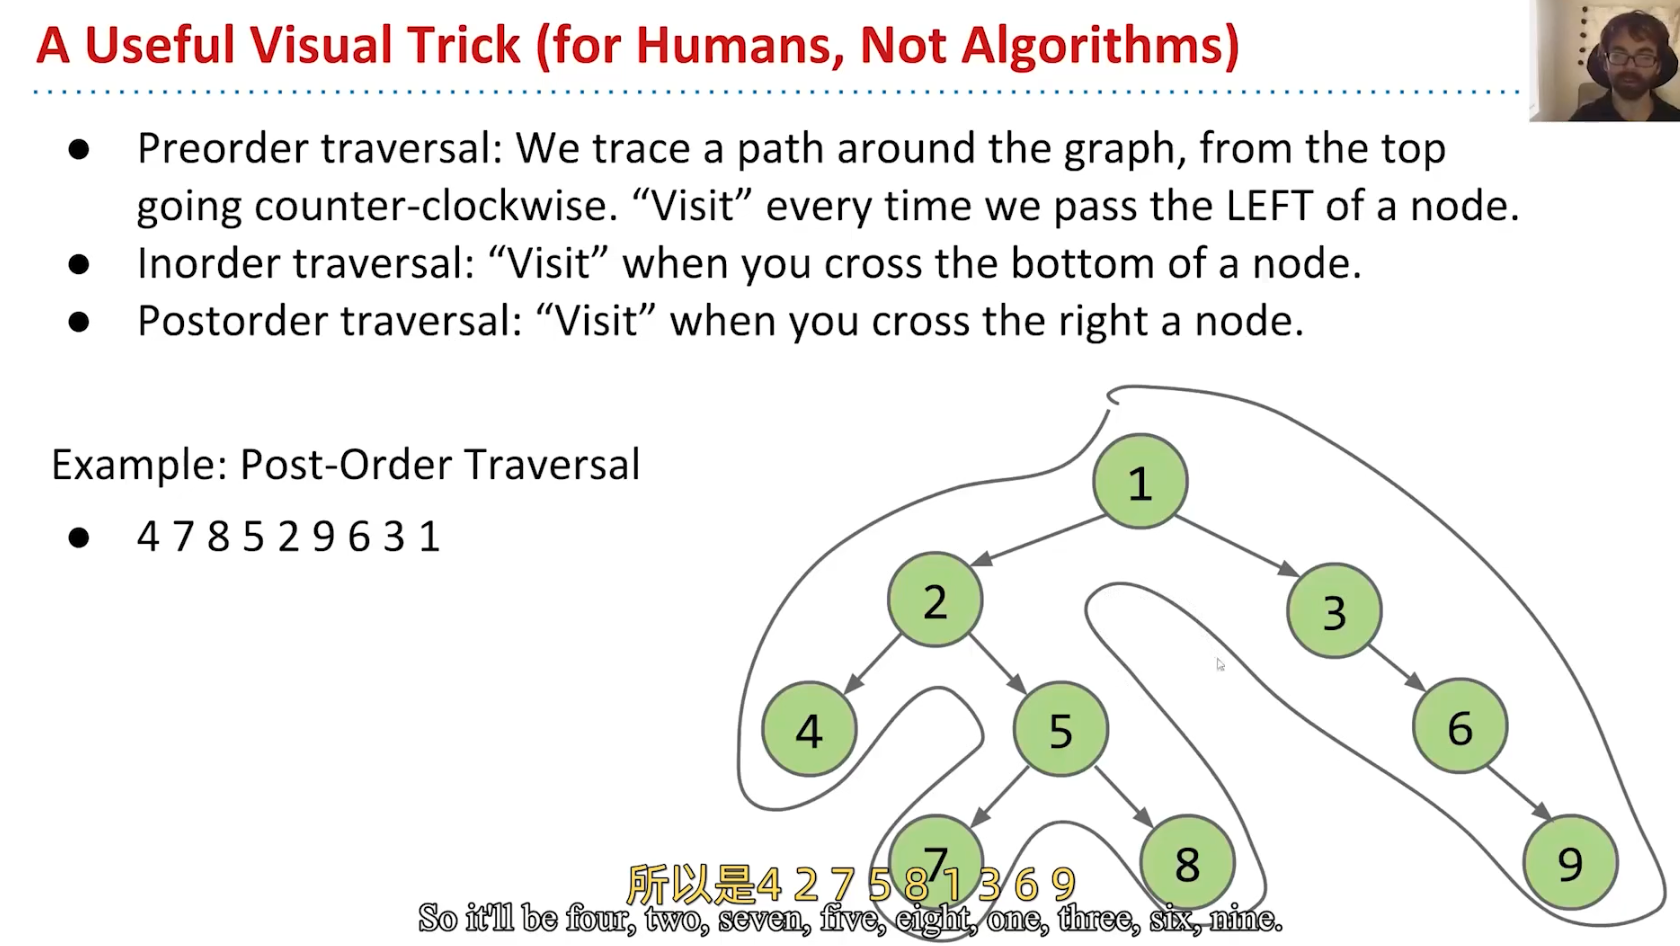 A Useful Visual Trick (for Humans, Not Algorithms)
● Preorder traversal: We trace a path around the graph, from the top
going counter-clockwise. “Visit” every time we pass the LEFT of a node.
● Inorder traversal: “Visit” when you cross the bottom of a node.
● Postorder traversal: “Visit” when you cross the right a node.
Example: Post-Order Traversal
● 4 7 8 5 2 9 6 3 1
1
2
3
4
5
6
7
8
9
所以是4 2 7 5 8 1 3 6 9
So it'll be four, two, seven, five, eight, one, three, six, nine.